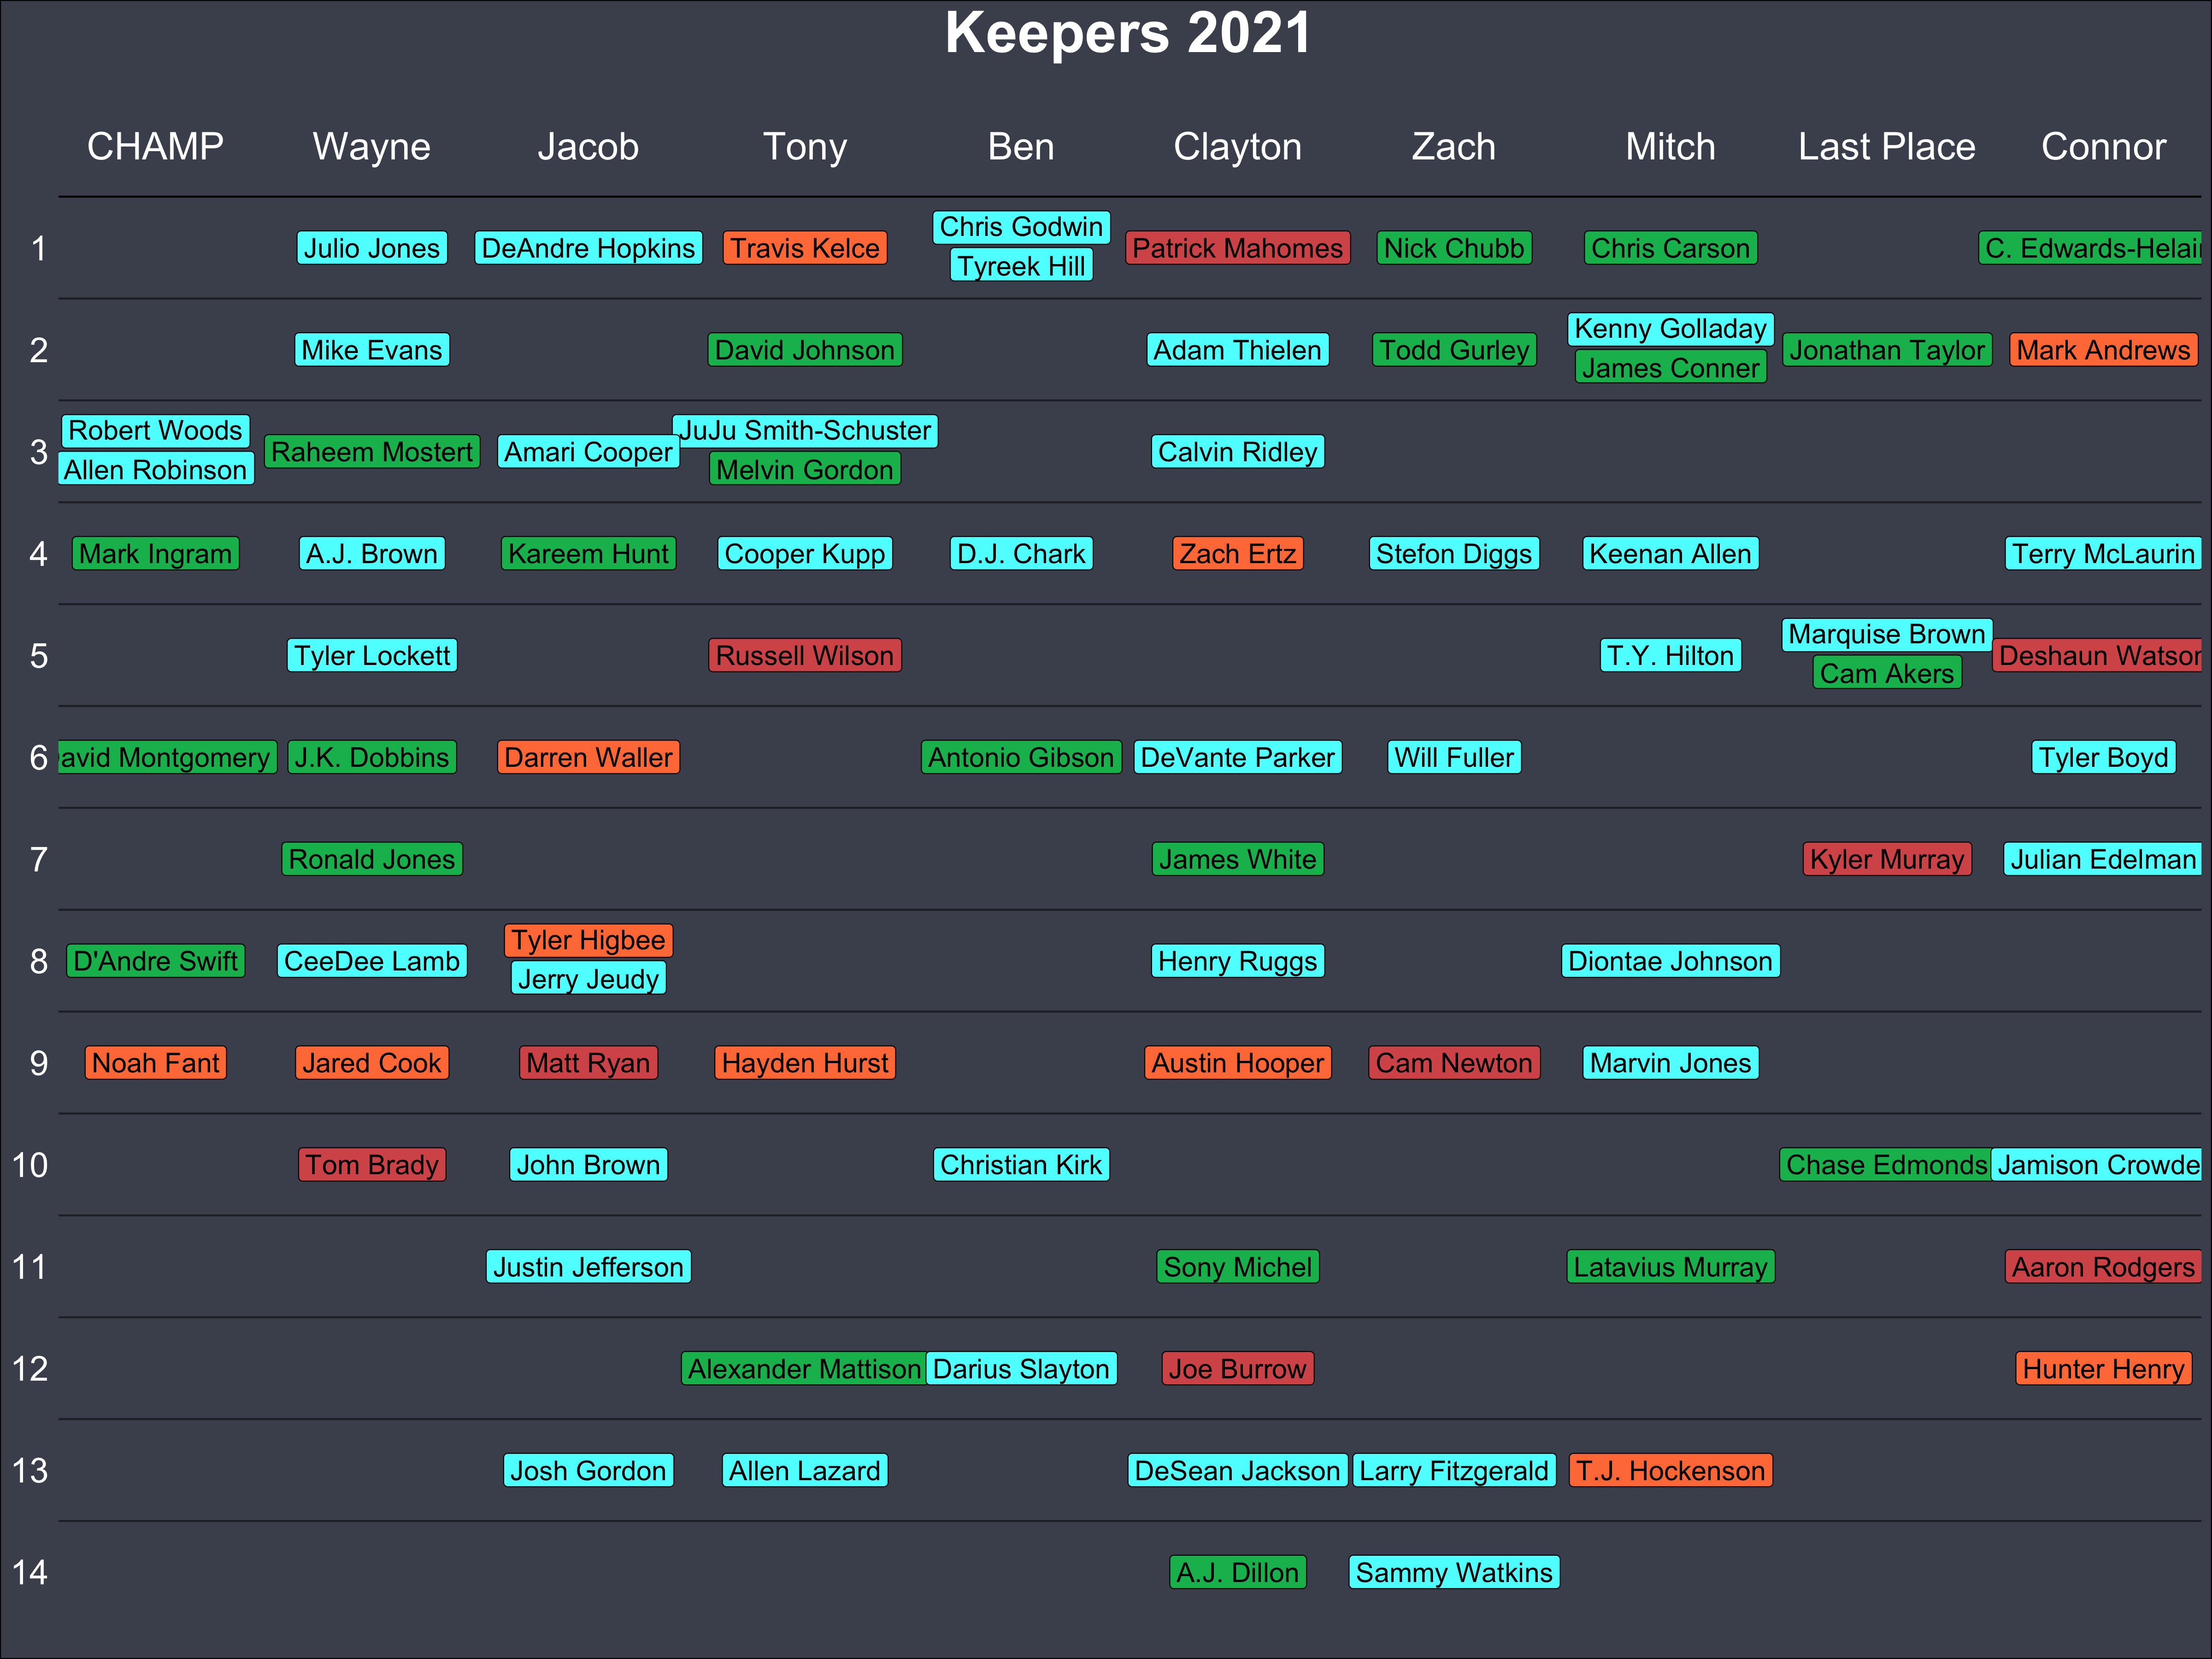 Keepers 2021
CHAMP Wayne Jacob Tony Ben Clayton Zach Mitch Last Place Connor
1 Julio Jones DeAndre Hopkins Travis Kelce Chris Godwin Tyreek Hill Patrick Mahomes Nick Chubb Chris Carson C. Edwards-Helai
2 Mike Evans David Johnson Adam Thielen Todd Gurley Kenny Golladay James Conner Jonathan Taylor Mark Andrews
3 Robert Woods Allen Robinson Raheem Mostert Amari Cooper JuJu Smith-Schuster Melvin Gordon Calvin Ridley
4 Mark Ingram A.J. Brown Kareem Hunt Cooper Kupp D.J. Chark Zach Ertz Stefon Diggs Keenan Allen Terry McLaurin
5 Tyler Lockett Russell Wilson T.Y. Hilton Marquise Brown Cam Akers Deshaun Watson
6 avid Montgomery J.K. Dobbins Darren Waller Antonio Gibson DeVante Parker Will Fuller Tyler Boyd
7 Ronald Jones James White Kyler Murray Julian Edelman
8 D'Andre Swift CeeDee Lamb Tyler Higbee Jerry Jeudy Henry Ruggs Diontae Johnson
9 Noah Fant Jared Cook Matt Ryan Hayden Hurst Austin Hooper Cam Newton Marvin Jones
10 Tom Brady John Brown Christian Kirk Chase Edmonds Jamison Crowde
11 Justin Jefferson Sony Michel Latavius Murray Aaron Rodgers
12 Alexander Mattison Darius Slayton Joe Burrow Hunter Henry
13 Josh Gordon Allen Lazard DeSean Jackson Larry Fitzgerald T.J. Hockenson
14 A.J. Dillon Sammy Watkins